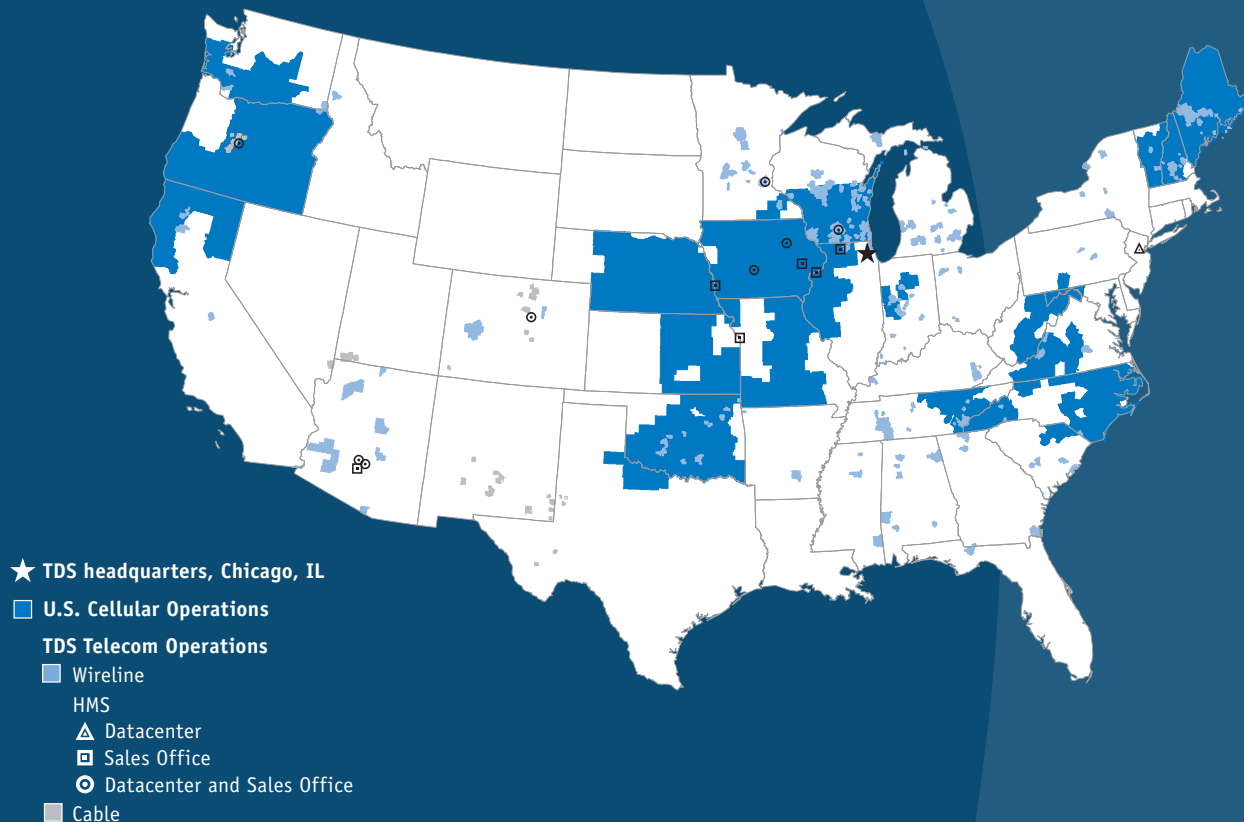 TDS headquarters, Chicago, IL
U.S. Cellular Operations
TDS Telecom Operations
Wireline
HMS
Datacenter
Sales Office
Datacenter and Sales Office
Cable